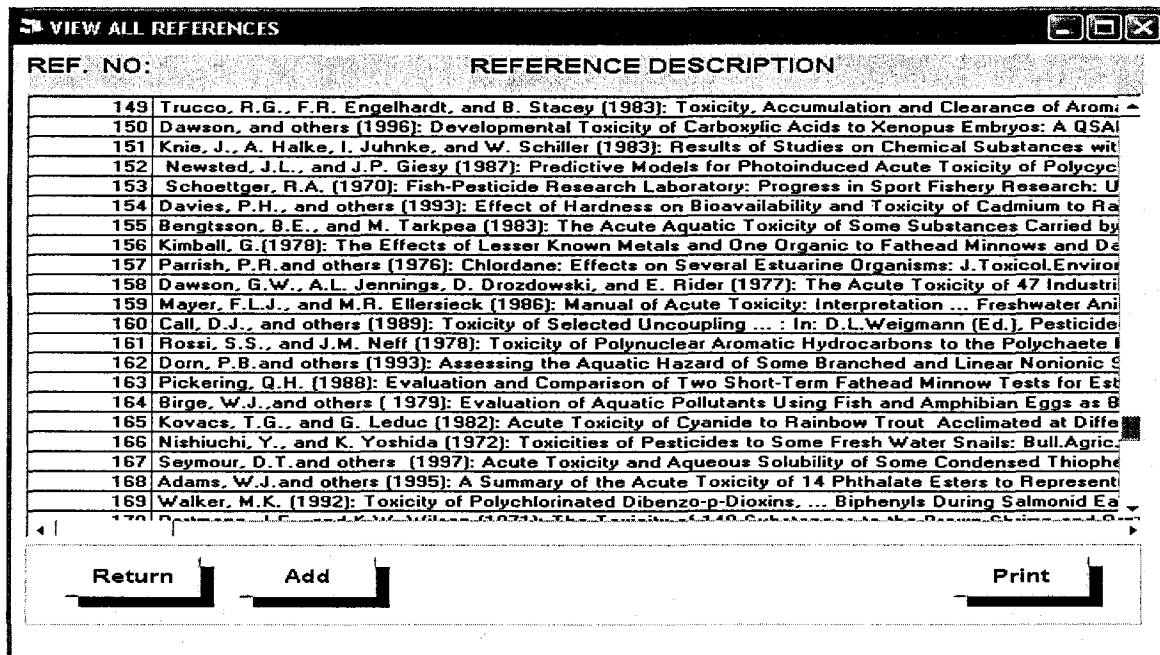 VIEW ALL REFERENCES
REF. NO: REFERENCE DESCRIPTION
149 Trucco, R.G., F.R. Engelhardt, and B. Stacey (1983): Toxicity, Accumulation and Clearance of Aroma
150 Dawson, and others (1996): Developmental Toxicity of Carboxylic Acids to Xenopus Embryos: A QSA
151 Knie, J., A. Halke, I. Juhnke, and W. Schiller (1983): Results of Studies on Chemical Substances wit
152 Newsted, J.L., and J.P. Giesy (1987): Predictive Models for Photoinduced Acute Toxicity of Polycyc
153 Schoettger, R.A. (1970): Fish-Pesticide Research Laboratory: Progress in Sport Fishery Research: U
154 Davies, P.H., and others (1993): Effect of Hardness on Bioavailability and Toxicity of Cadmium to Ra
155 Bengtsson, B.E., and M. Tarkpea (1983): The Acute Aquatic Toxicity of Some Substances Carried by
156 Kimball, G.(1978): The Effects of Lesser Known Metals and One Organic to Fathead Minnows and Da
157 Parrish, P.R.and others (1976): Chlordane: Effects on Several Estuarine Organisms: J.Toxicol.Enviror
158 Dawson, G.W., A.L. Jennings, D. Drozdowski, and E. Rider (1977): The Acute Toxicity of 47 Industri
159 Mayer, F.L.J., and M.R. Ellersieck (1986): Manual of Acute Toxicity: Interpretation ... Freshwater Ani
160 Call, D.J., and others (1989): Toxicity of Selected Uncoupling ... : In: D.L.Weigmann (Ed.), Pesticide
161 Rossi, S.S., and J.M. Neff (1978): Toxicity of Polynuclear Aromatic Hydrocarbons to the Polychaete
162 Dorn, P.B.and others (1993): Assessing the Aquatic Hazard of Some Branched and Linear Nonionic S
163 Pickering, Q.H. (1988): Evaluation and Comparison of Two Short-Term Fathead Minnow Tests for Est
164 Birge, W.J.,and others ( 1979): Evaluation of Aquatic Pollutants Using Fish and Amphibian Eggs as B
165 Kovacs, T.G., and G. Leduc (1982): Acute Toxicity of Cyanide to Rainbow Trout Acclimated at Diffe
166 Nishiuchi, Y., and K. Yoshida (1972): Toxicities of Pesticides to Some Fresh Water Snails: Bull.Agric.
167 Seymour, D.T.and others (1997): Acute Toxicity and Aqueous Solubility of Some Condensed Thiophe
168 Adams, W.J.and others (1995): A Summary of the Acute Toxicity of 14 Phthalate Esters to Representi
169 Walker, M.K. (1992): Toxicity of Polychlorinated Dibenzo-p-Dioxins, ... Biphenyls During Salmonid Ea
Return Add Print